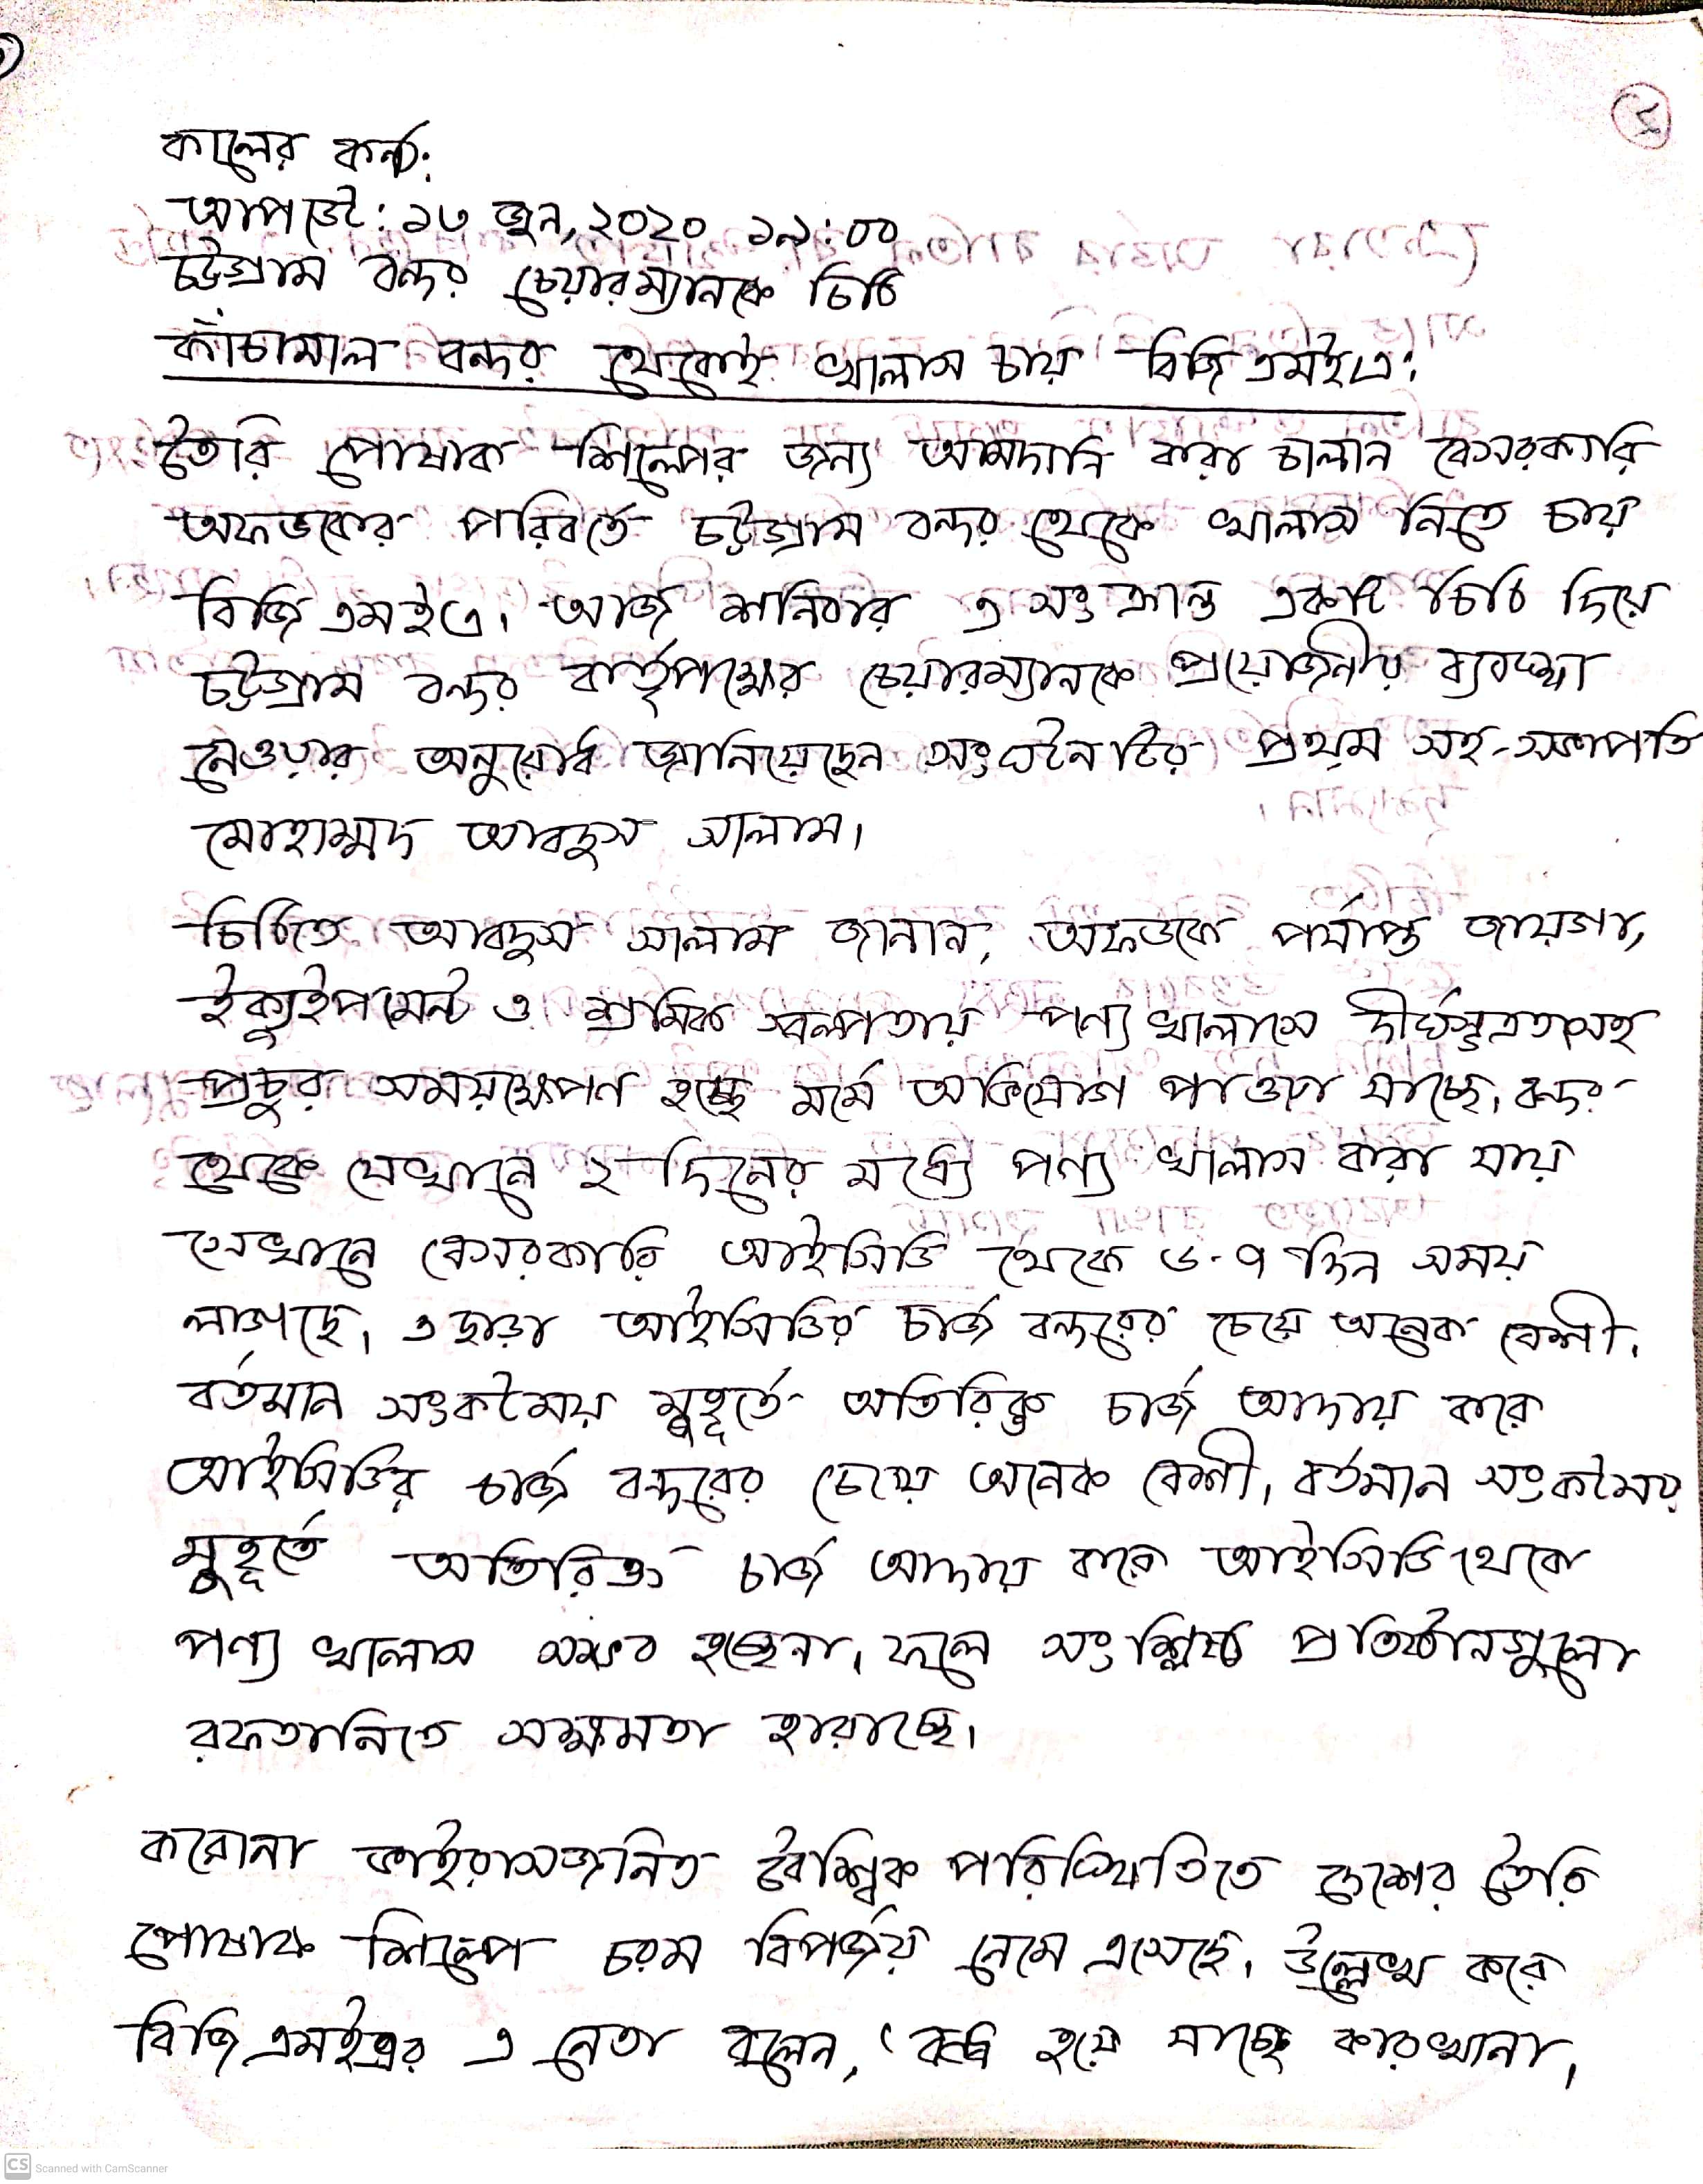 ৫
কালের কন্ঠ:
আপডেট: ১৩ জুন, ২০২০ ১৯:০০
চট্টগ্রাম বন্দর চেয়ারম্যানকে চিঠি
কাঁচামাল বন্দর থেকেই খালাস চায় বিজিএমইএ:
তৈরি পোষাক শিল্পের জন্য আমদানি করা চালান বেসরকারি
অফডকের পরিবর্তে চট্টগ্রাম বন্দর থেকে খালাস নিতে চায়
বিজিএমইএ। আজ শনিবার এ সংক্রান্ত একটি চিঠি দিয়ে
চট্টগ্রাম বন্দর কর্তৃপক্ষের চেয়ারম্যানকে প্রয়োজনীয় ব্যবস্থা
নেওয়ার অনুরোধ জানিয়েছেন সংগঠনটির প্রথম সহ-সভাপতি
মোহাম্মদ আবদুস সালাম।
চিঠিতে আবদুস সালাম জানান, অফডকে পর্যাপ্ত জায়গা,
ইক্যুইপমেন্ট ও শ্রমিক স্বল্পতায় পণ্য খালাসে দীর্ঘসূত্রতাসহ
প্রচুর সময়ক্ষেপণ হচ্ছে মর্মে অভিযোগ পাওয়া যাচ্ছে। বন্দর
থেকে যেখানে ২ দিনের মধ্যে পণ্য খালাস করা যায়
সেখানে বেসরকারি আইসিডি থেকে ৬-৭ দিন সময়
লাগছে। এছাড়া আইসিডির চার্জ বন্দরের চেয়ে অনেক বেশী।
বর্তমান সংকটময় মুহূর্তে অতিরিক্ত চার্জ আদায় করে
আইসিডির চার্জ বন্দরের চেয়ে অনেক বেশী। বর্তমান সংকটময়
মুহূর্তে অতিরিক্ত চার্জ আদায় করে আইসিডি থেকে
পণ্য খালাস সম্ভব হচ্ছেনা। ফলে সংশ্লিষ্ট প্রতিষ্ঠানগুলো
রফতানিতে সক্ষমতা হারাচ্ছে।
করোনা ভাইরাসজনিত বৈশ্বিক পরিস্থিতিতে দেশের তৈরি
পোষাক শিল্পে চরম বিপর্জয় নেমে এসেছে। উল্লেখ করে
বিজিএমইএর এ নেতা বলেন, 'বন্ধ হয়ে যাচ্ছে কারখানা।
CS Scanned with CamScanner